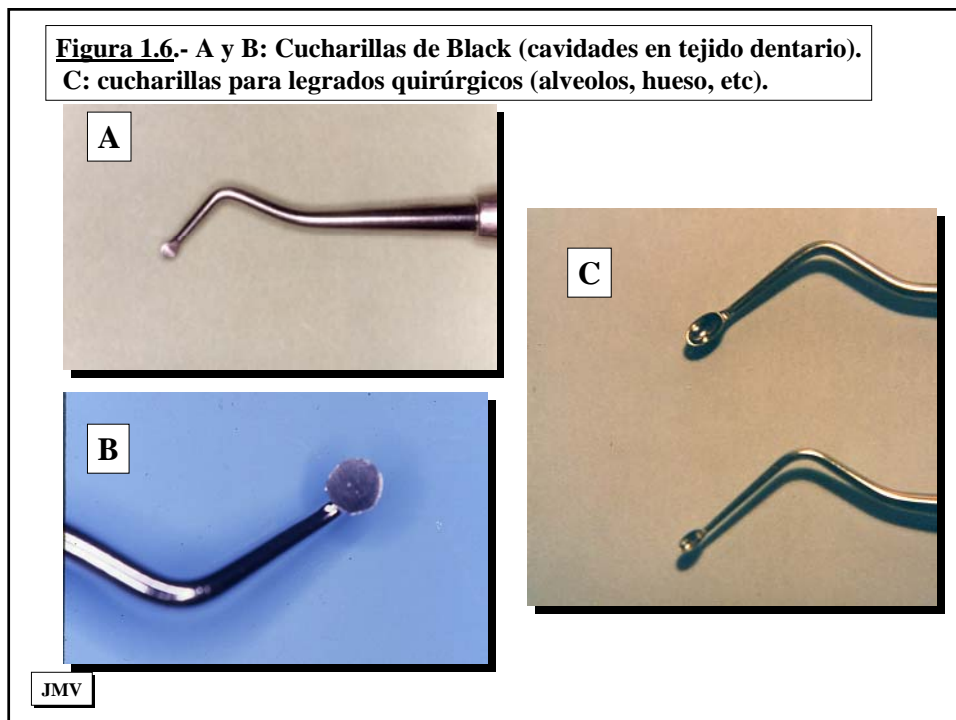 Figura 1.6.- A y B: Cucharillas de Black (cavidades en tejido dentario).
C: cucharillas para legrados quirúrgicos (alveolos, hueso, etc).
A
C
B
JMV